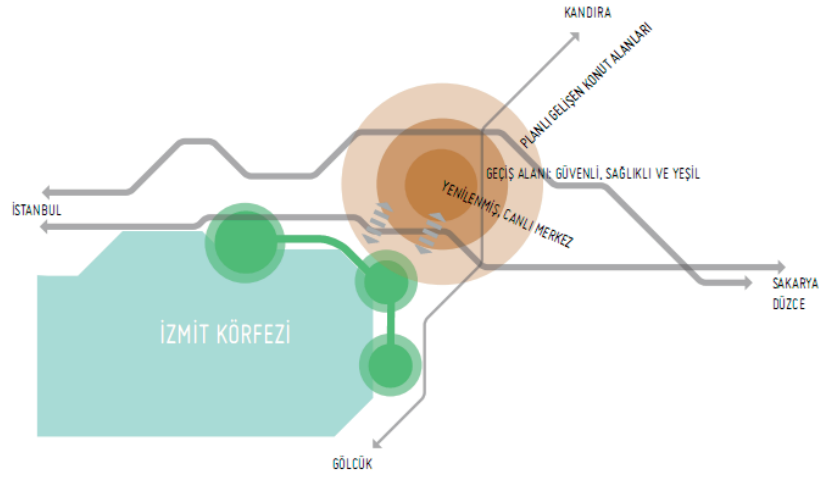 KANDIRA
PLANLI GELİŞEN KONUT ALANLARI
GEÇİŞ ALANI: GÜVENLİ, SAĞLIKLI VE YEŞİL
YENİLENMİŞ, CANLI MERKEZ
İSTANBUL
SAKARYA
DÜZCE
İZMİT KÖRFEZİ
GÖLCÜK